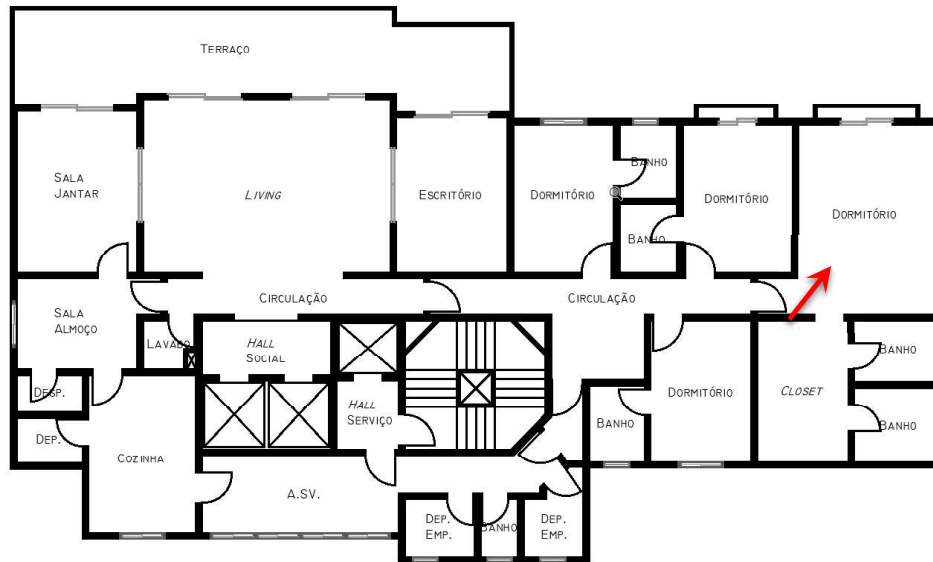 TERRAÇO
SALA
JANTAR
LIVING
ESCRITÓRIO
DORMITÓRIO
BANHO
BANHO
DORMITÓRIO
DORMITÓRIO
SALA
ALMOÇO
CIRCULAÇÃO
CIRCULAÇÃO
LAVABO
HALL
SOCIAL
HALL
SERVIÇO
DESP.
DEP.
COZINHA
A.SV.
DEP.
EMP.
BANHO
DEP.
EMP.
BANHO
DORMITÓRIO
CLOSET
BANHO
BANHO